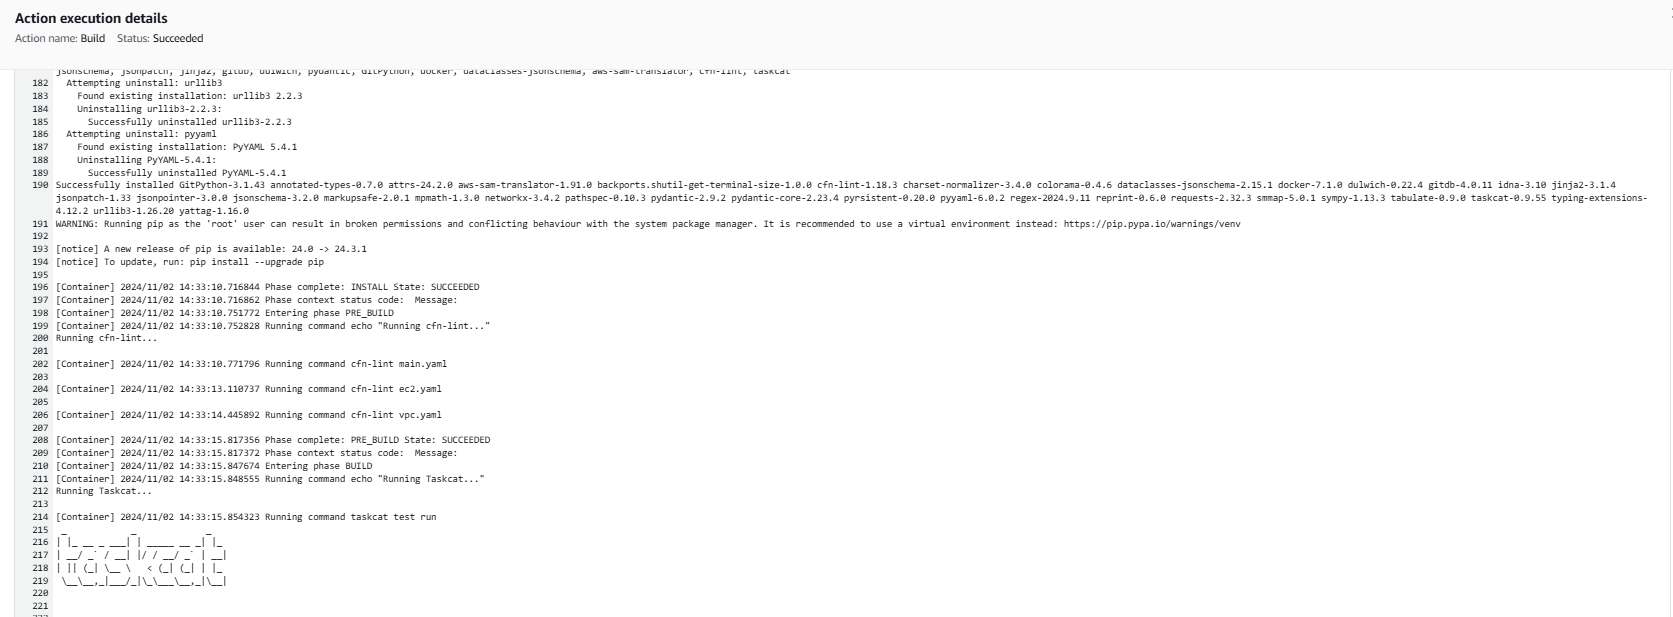 Action execution details
Action name: Build Status: Succeeded
jsonschema, jsonpatch, jinja2, gitdb, dulwich, pydantic, GitPython, docker, dataclasses-jsonschema, aws-sam-translator, cfn-lint, taskcat
182 Attempting uninstall: urllib3
183 Found existing installation: urllib3 2.2.3
184 Uninstalling urllib3-2.2.3:
185 Successfully uninstalled urllib3-2.2.3
186 Attempting uninstall: pyyaml
187 Found existing installation: PyYAML 5.4.1
188 Uninstalling PyYAML-5.4.1:
189 Successfully uninstalled PyYAML-5.4.1
190 Successfully installed GitPython-3.1.43 annotated-types-0.7.0 attrs-24.2.0 aws-sam-translator-1.91.0 backports.shutil-get-terminal-size-1.0.0 cfn-lint-1.18.3 charset-normalizer-3.4.0 colorama-0.4.6 dataclasses-jsonschema-2.15.1 docker-7.1.0 dulwich-0.22.4 gitdb-4.0.11 idna-3.10 jinja2-3.1.4
jsonpatch-1.33 jsonpointer-3.0.0 jsonschema-3.2.0 markupsafe-2.0.1 mpmath-1.3.0 networkx-3.4.2 pathspec-0.10.3 pydantic-2.9.2 pydantic-core-2.23.4 pyrsistent-0.20.0 pyyaml-6.0.2 regex-2024.9.11 reprint-0.6.0 requests-2.32.3 smmap-5.0.1 sympy-1.13.3 tabulate-0.9.0 taskcat-0.9.55 typing-extensions-
4.12.2 urllib3-1.26.20 yattag-1.16.0
191 WARNING: Running pip as the 'root' user can result in broken permissions and conflicting behaviour with the system package manager. It is recommended to use a virtual environment instead: https://pip.pypa.io/warnings/venv
192
193 [notice] A new release of pip is available: 24.0 -> 24.3.1
194 [notice] To update, run: pip install --upgrade pip
195
196 [Container] 2024/11/02 14:33:10.716844 Phase complete: INSTALL State: SUCCEEDED
197 [Container] 2024/11/02 14:33:10.716862 Phase context status code:  Message:
198 [Container] 2024/11/02 14:33:10.751772 Entering phase PRE_BUILD
199 [Container] 2024/11/02 14:33:10.752828 Running command echo "Running cfn-lint..."
200 Running cfn-lint...
201
202 [Container] 2024/11/02 14:33:10.771796 Running command cfn-lint main.yaml
203
204 [Container] 2024/11/02 14:33:13.110737 Running command cfn-lint ec2.yaml
205
206 [Container] 2024/11/02 14:33:14.445892 Running command cfn-lint vpc.yaml
207
208 [Container] 2024/11/02 14:33:15.817356 Phase complete: PRE_BUILD State: SUCCEEDED
209 [Container] 2024/11/02 14:33:15.817372 Phase context status code:  Message:
210 [Container] 2024/11/02 14:33:15.847674 Entering phase BUILD
211 [Container] 2024/11/02 14:33:15.848555 Running command echo "Running Taskcat..."
212 Running Taskcat...
213
214 [Container] 2024/11/02 14:33:15.854323 Running command taskcat test run
215  _            _             _
216 | |_ __ _ ___| | _____ __ _| |_
217 | __/ _` / __| |/ / __/ _` | __|
218 | || (_| \__ \   < (_| (_| | |_
219  \__\__,_|___/_|\_\___\__,_|\__|
220
221